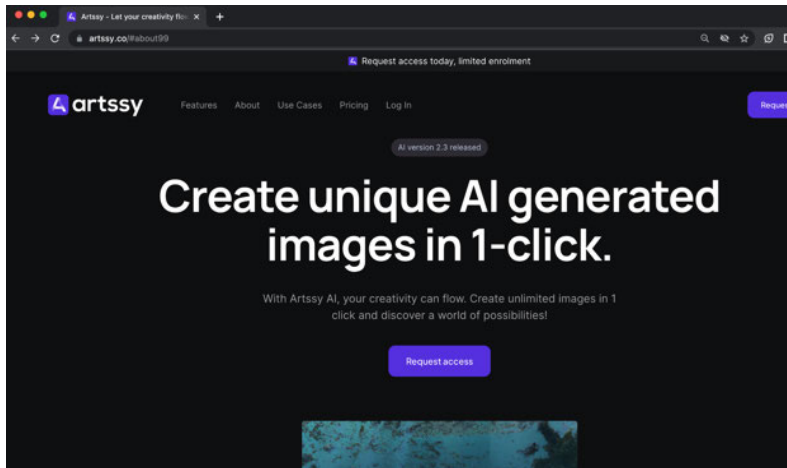 Artssy - Let your creativity flo
artssy.co/#about99
Request access today, limited enrolment
artssy
Features About Use Cases Pricing Log In
AI version 2.3 released
Create unique AI generated
images in 1-click.
With Artssy AI, your creativity can flow. Create unlimited images in 1
click and discover a world of possibilities!
Request access